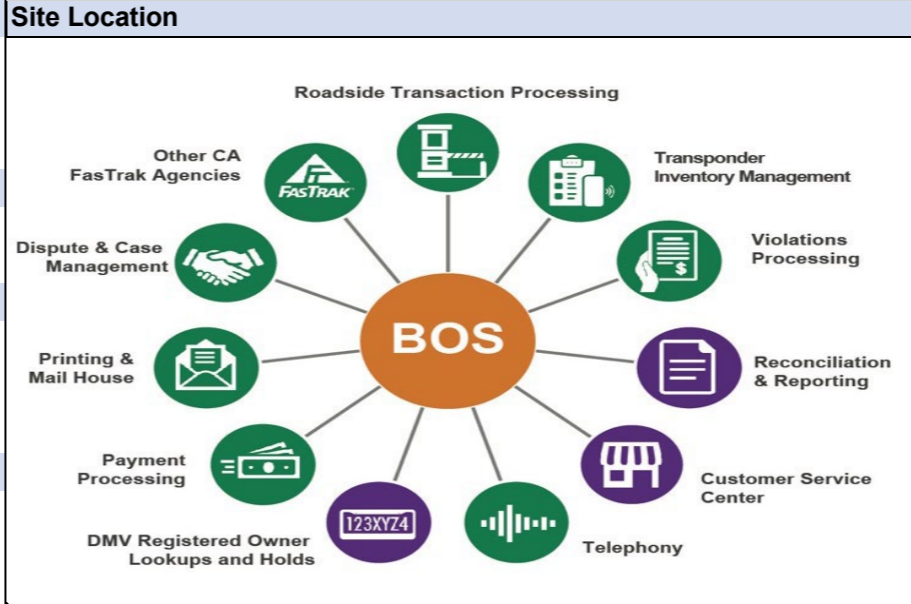 Site Location
Roadside Transaction Processing
Other CA
FasTrak Agencies
FASTRAK
Transponder
Inventory Management
Dispute & Case
Management
Violations
Processing
$
BOS
Printing &
Mail House
Reconciliation
& Reporting
Payment
Processing
Customer Service
Center
123XYZ4
DMV Registered Owner
Lookups and Holds
Telephony